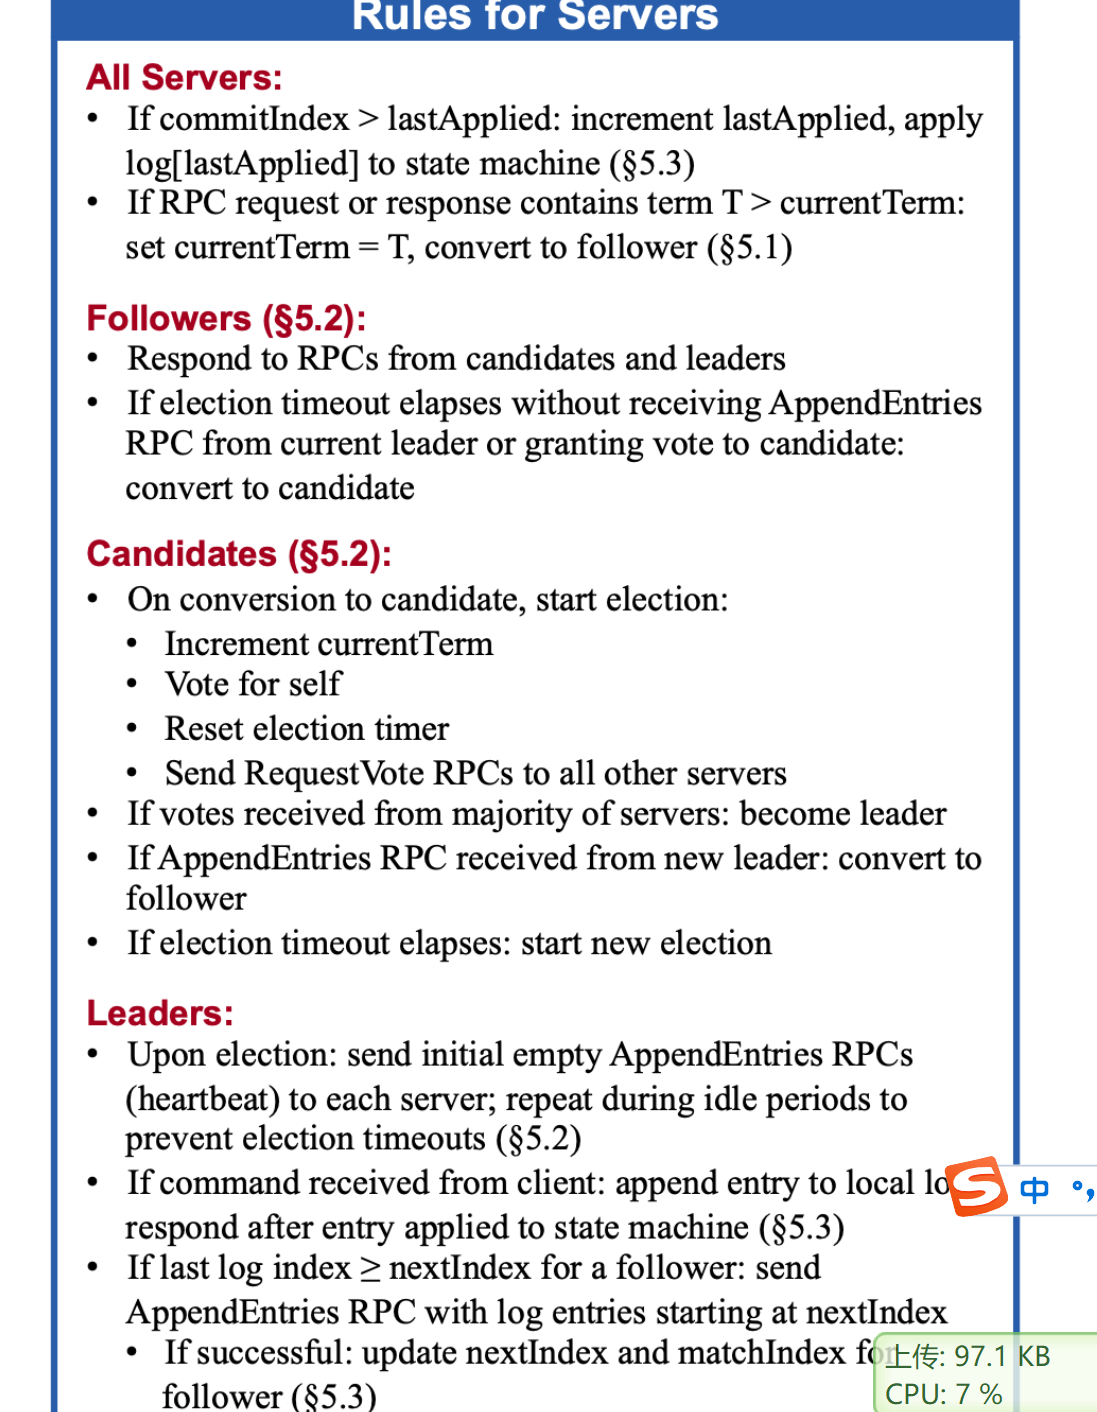 Rules for Servers
All Servers:
• If commitIndex > lastApplied: increment lastApplied, apply
log[lastApplied] to state machine (§5.3)
• If RPC request or response contains term T > currentTerm:
set currentTerm = T, convert to follower (§5.1)
Followers (§5.2):
• Respond to RPCs from candidates and leaders
• If election timeout elapses without receiving AppendEntries
RPC from current leader or granting vote to candidate:
convert to candidate
Candidates (§5.2):
• On conversion to candidate, start election:
• Increment currentTerm
• Vote for self
• Reset election timer
• Send RequestVote RPCs to all other servers
• If votes received from majority of servers: become leader
• If AppendEntries RPC received from new leader: convert to
follower
• If election timeout elapses: start new election
Leaders:
• Upon election: send initial empty AppendEntries RPCs
(heartbeat) to each server; repeat during idle periods to
prevent election timeouts (§5.2)
• If command received from client: append entry to local
S 中 °,
respond after entry applied to state machine (§5.3)
• If last log index ≥ nextIndex for a follower: send
AppendEntries RPC with log entries starting at nextIndex
• If successful: update nextIndex and matchIndex
上传: 97.1 KB
follower (§5.3)
CPU: 7 %